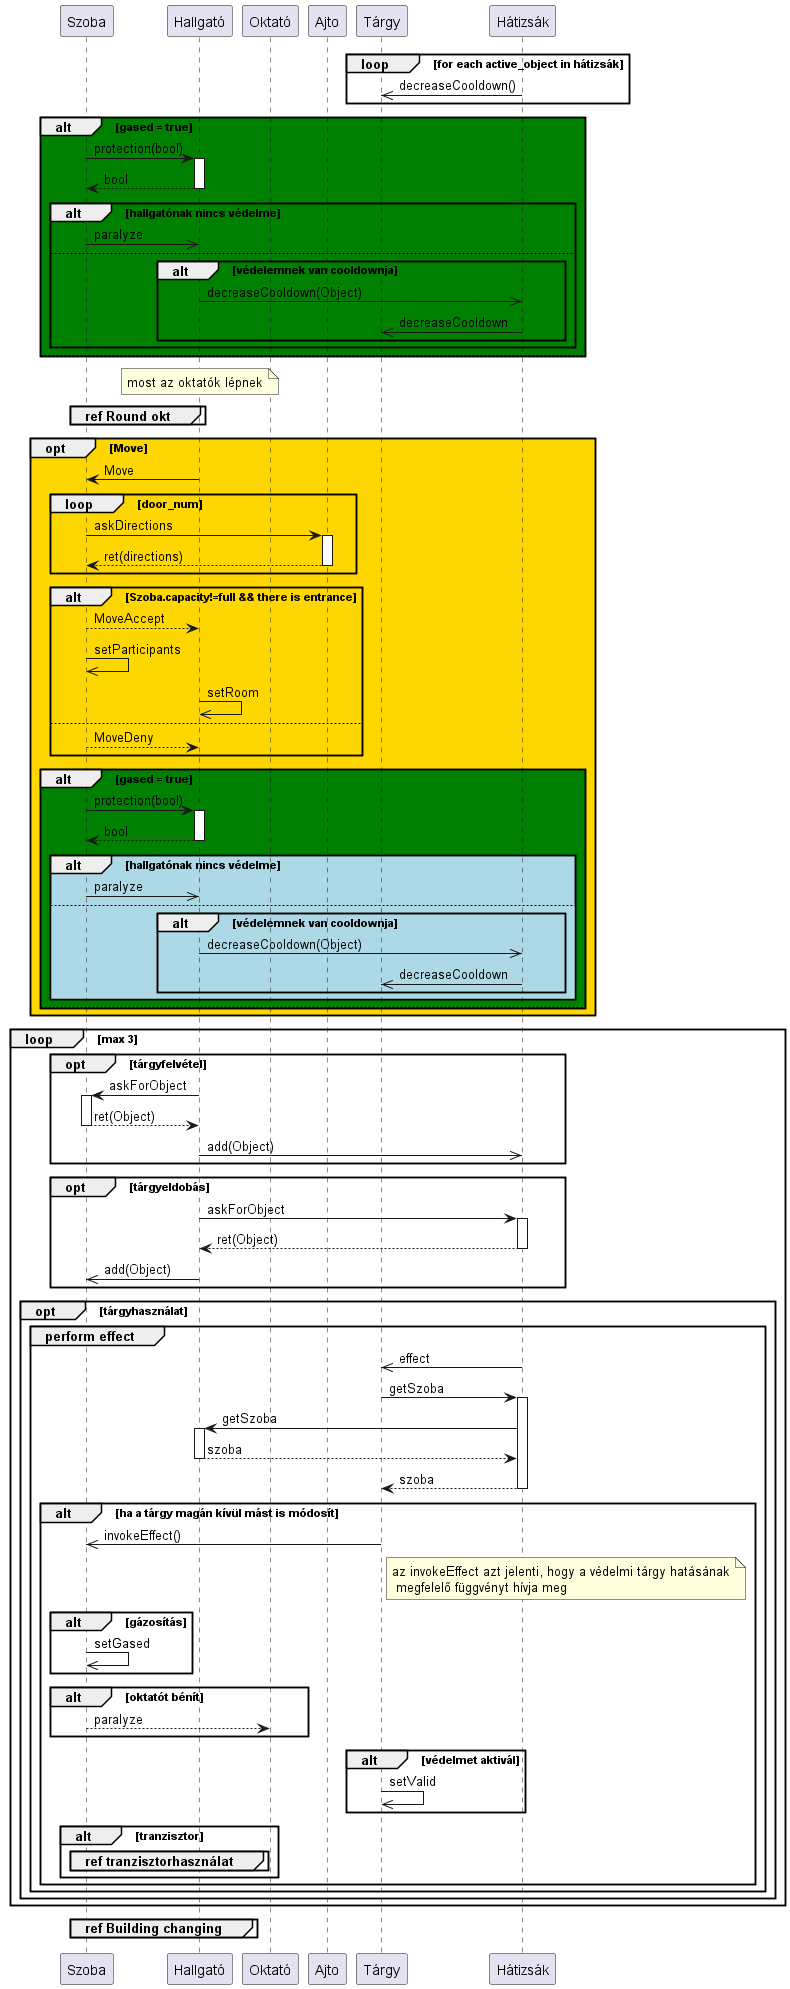 Szoba Hallgató Oktató Ajto Tárgy Hátizsák
loop [for each active_object in hátizsák]
decreaseCooldown()
alt [gased = true]
protection(bool)
bool
alt [hallgatónak nincs védelme]
paralyze
alt [védelemnek van cooldownja]
decreaseCooldown(Object)
decreaseCooldown
most az oktatók lépnek
ref Round okt
opt [Move]
Move
loop [door_num]
askDirections
ret(directions)
alt [Szoba.capacity!=full && there is entrance]
MoveAccept
setParticipants
setRoom
MoveDeny
alt [gased = true]
protection(bool)
bool
alt [hallgatónak nincs védelme]
paralyze
alt [védelemnek van cooldownja]
decreaseCooldown(Object)
decreaseCooldown
loop [max 3]
opt [tárgyfelvétel]
askForObject
ret(Object)
add(Object)
opt [tárgyeldobás]
askForObject
ret(Object)
add(Object)
opt [tárgyhasználat]
perform effect
effect
getSzoba
getSzoba
szoba
szoba
alt [ha a tárgy magán kívül mást is módosít]
invokeEffect()
az invokeEffect azt jelenti, hogy a védelmi tárgy hatásának
megfelelő függvényt hívja meg
alt [gázosítás]
setGased
alt [oktatót bénít]
paralyze
alt [védelmet aktivál]
setValid
alt [tranzisztor]
ref tranzisztorhasználat
ref Building changing
Szoba Hallgató Oktató Ajto Tárgy Hátizsák